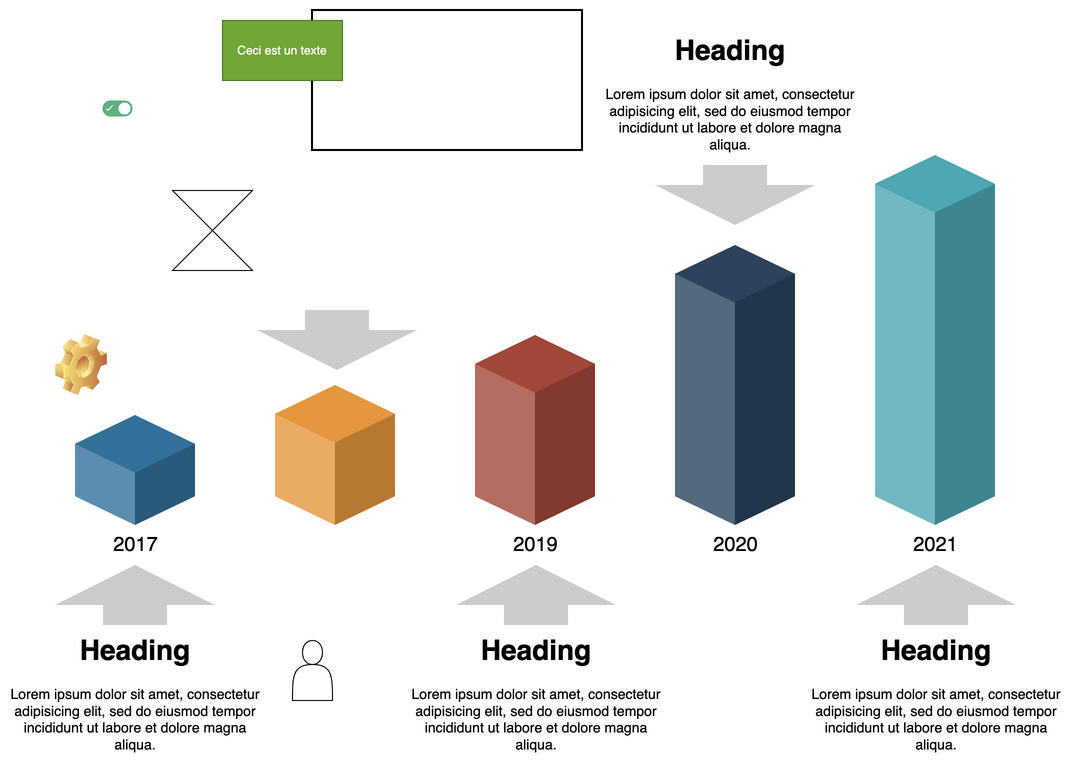 Ceci est un texte
Heading
Lorem ipsum dolor sit amet, consectetur
adipisicing elit, sed do eiusmod tempor
incididunt ut labore et dolore magna
aliqua.
2017
2019
2020
2021
Heading
Lorem ipsum dolor sit amet, consectetur
adipisicing elit, sed do eiusmod tempor
incididunt ut labore et dolore magna
aliqua.
Heading
Lorem ipsum dolor sit amet, consectetur
adipisicing elit, sed do eiusmod tempor
incididunt ut labore et dolore magna
aliqua.
Heading
Lorem ipsum dolor sit amet, consectetur
adipisicing elit, sed do eiusmod tempor
incididunt ut labore et dolore magna
aliqua.